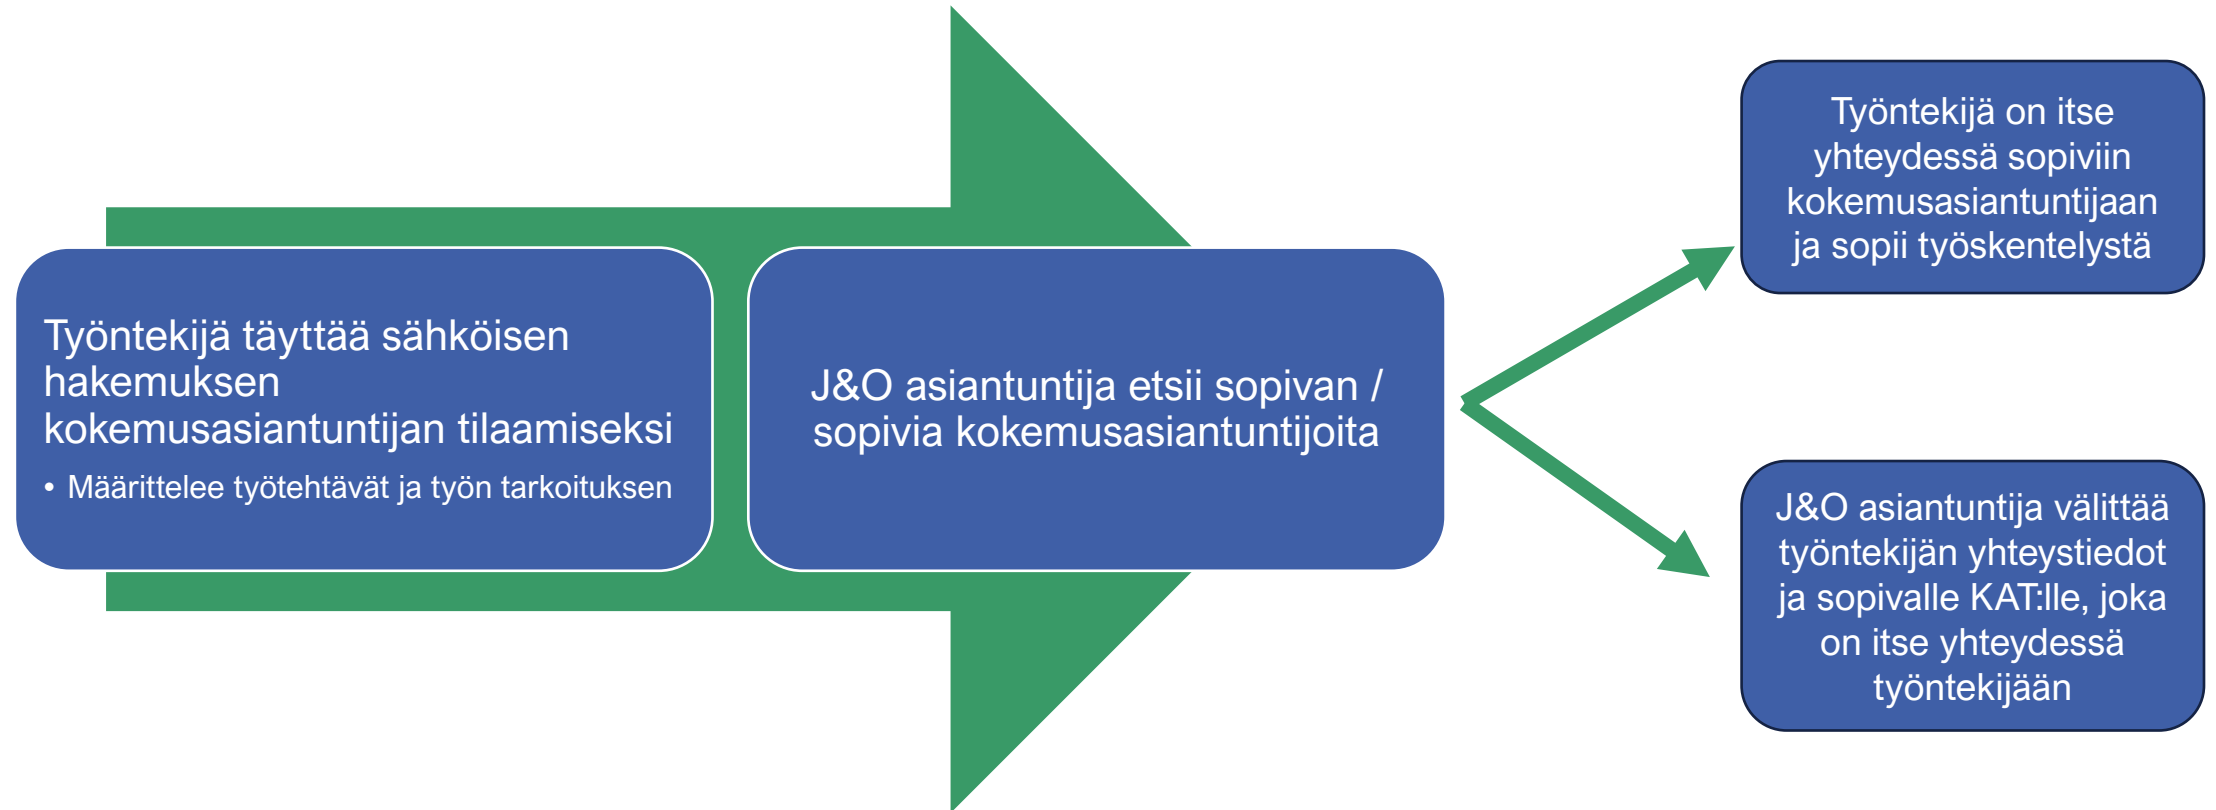 Työntekijä täyttää sähköisen
hakemuksen
kokemusasiantuntijan tilaamiseksi
• Määrittelee työtehtävät ja työn tarkoituksen
J&O asiantuntija etsii sopivan /
sopivia kokemusasiantuntijoita
Työntekijä on itse
yhteydessä sopiviin
kokemusasiantuntijaan
ja sopii työskentelystä
J&O asiantuntija välittää
työntekijän yhteystiedot
ja sopivalle KAT:lle, joka
on itse yhteydessä
työntekijään